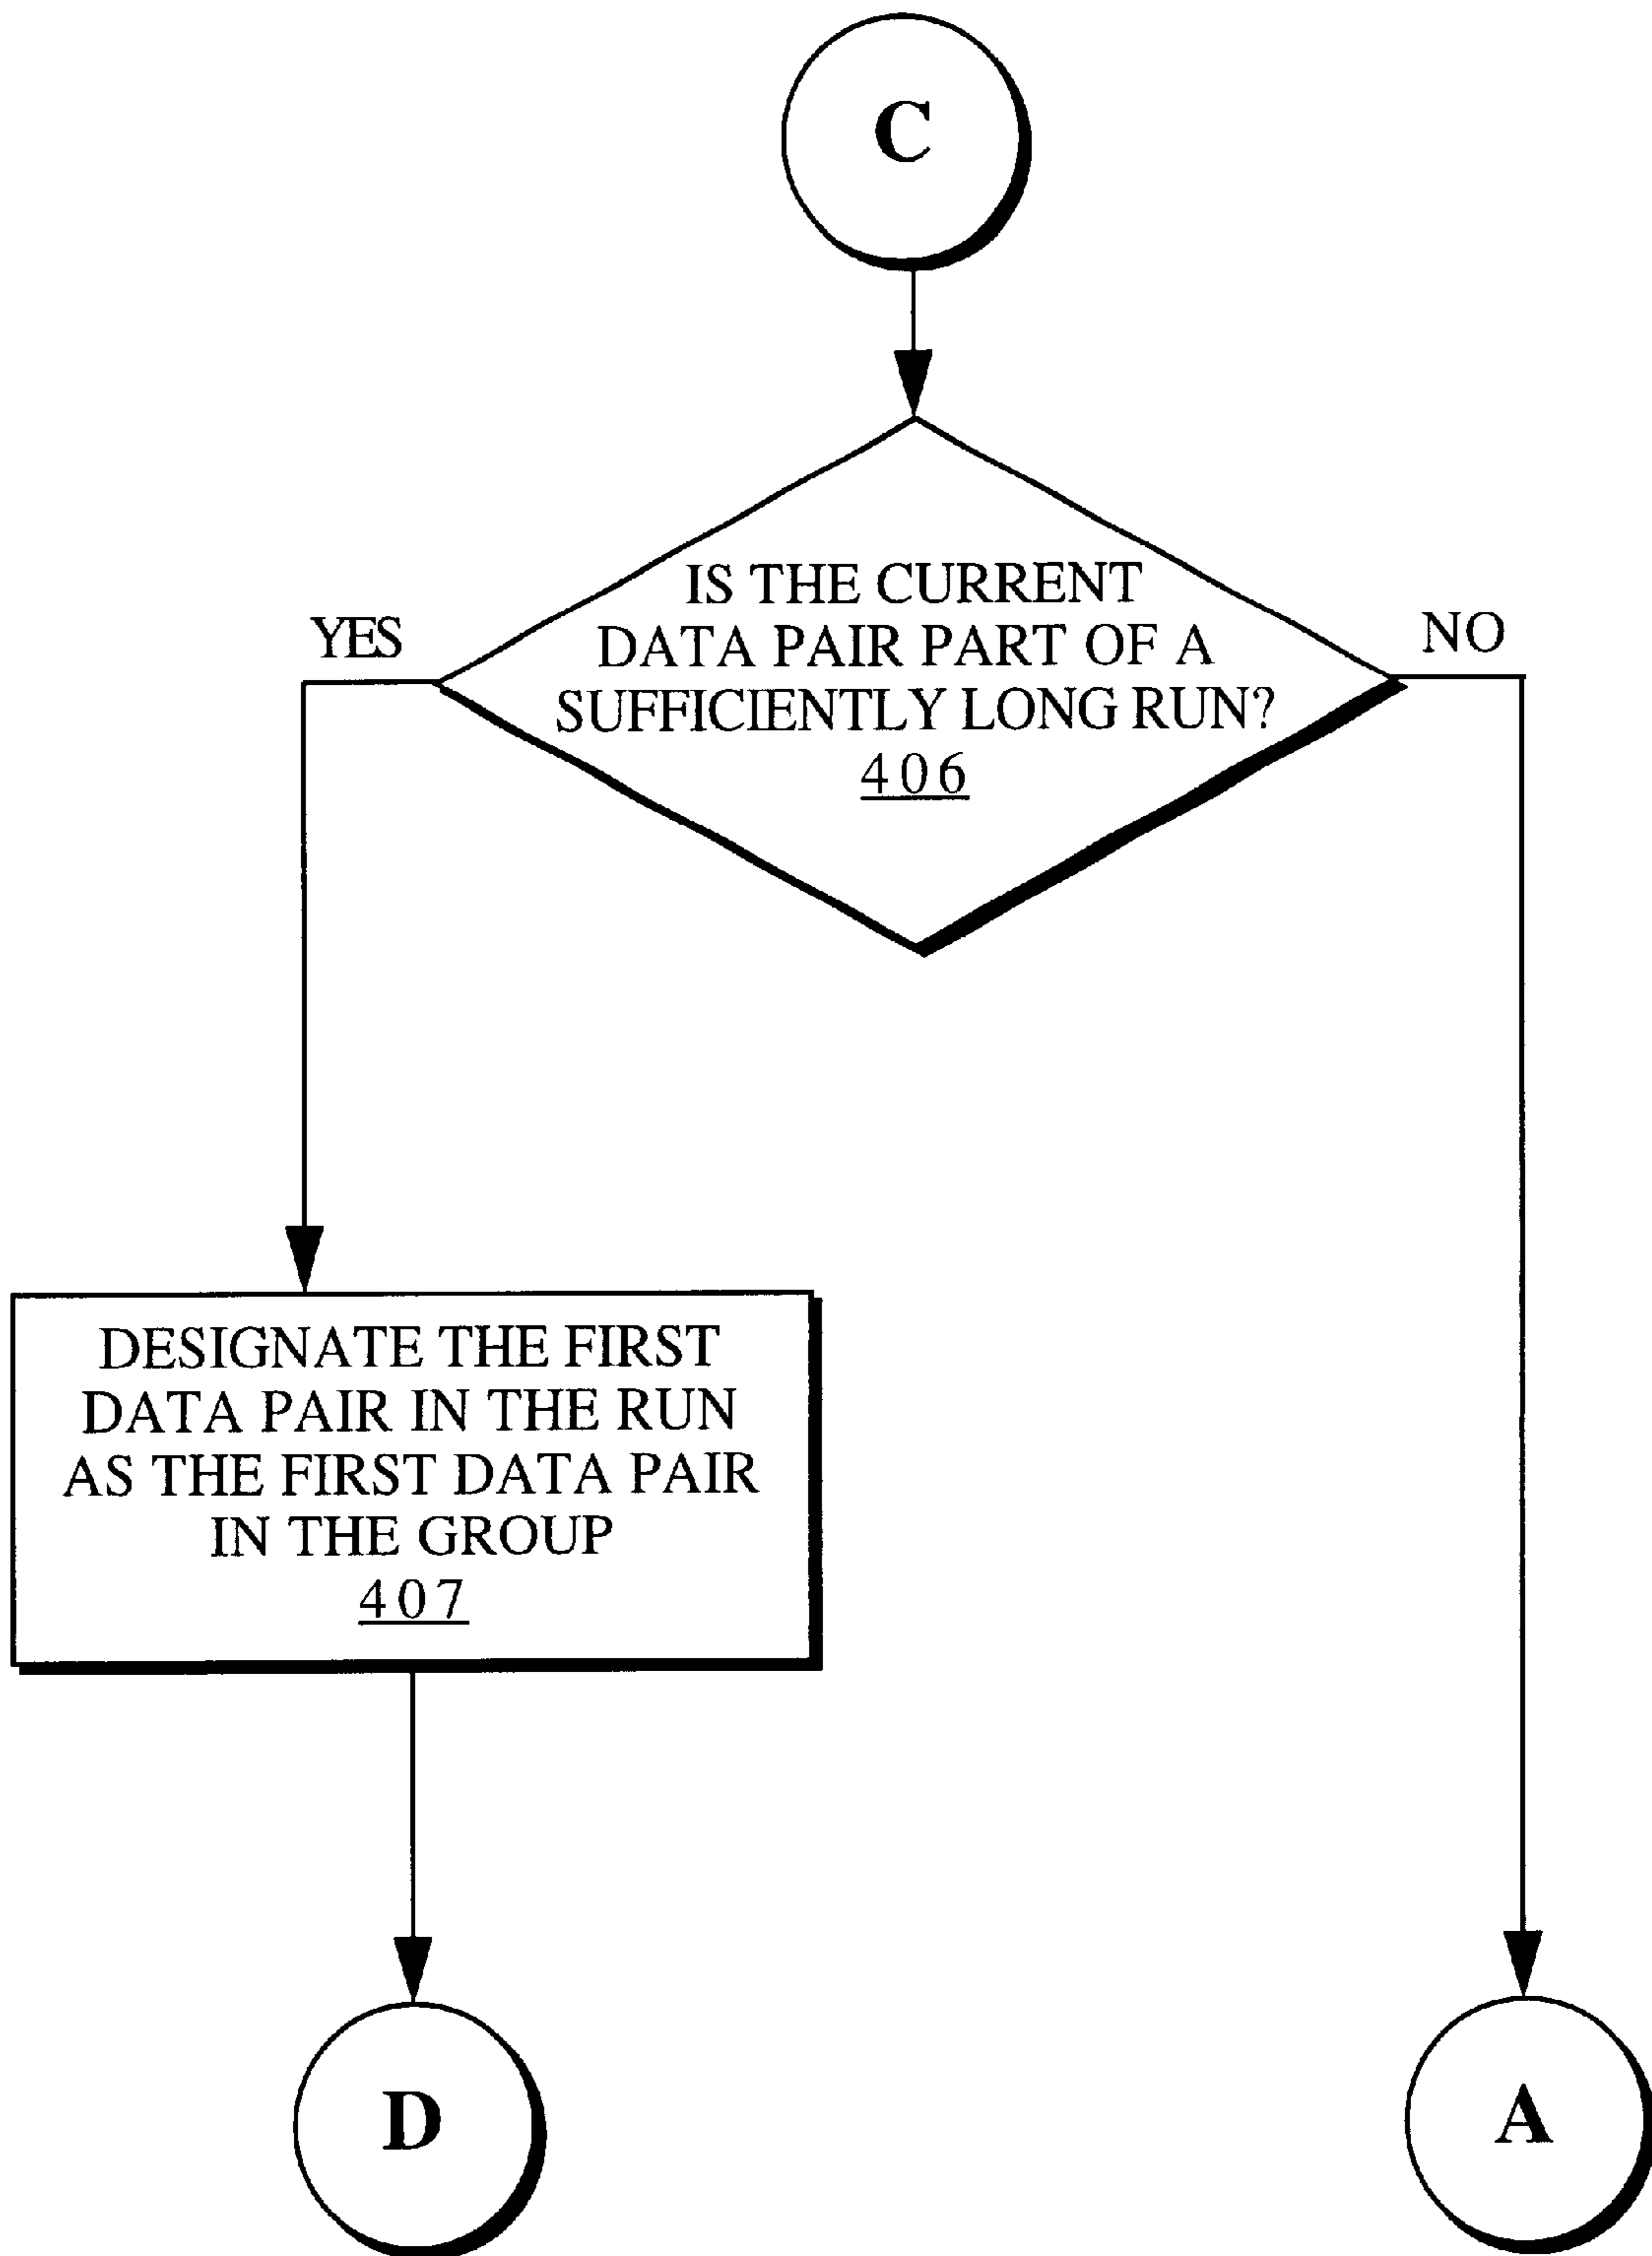 C
IS THE CURRENT
DATA PAIR PART OF A
SUFFICIENTLY LONG RUN?
406
YES
NO
DESIGNATE THE FIRST
DATA PAIR IN THE RUN
AS THE FIRST DATA PAIR
IN THE GROUP
407
D
A